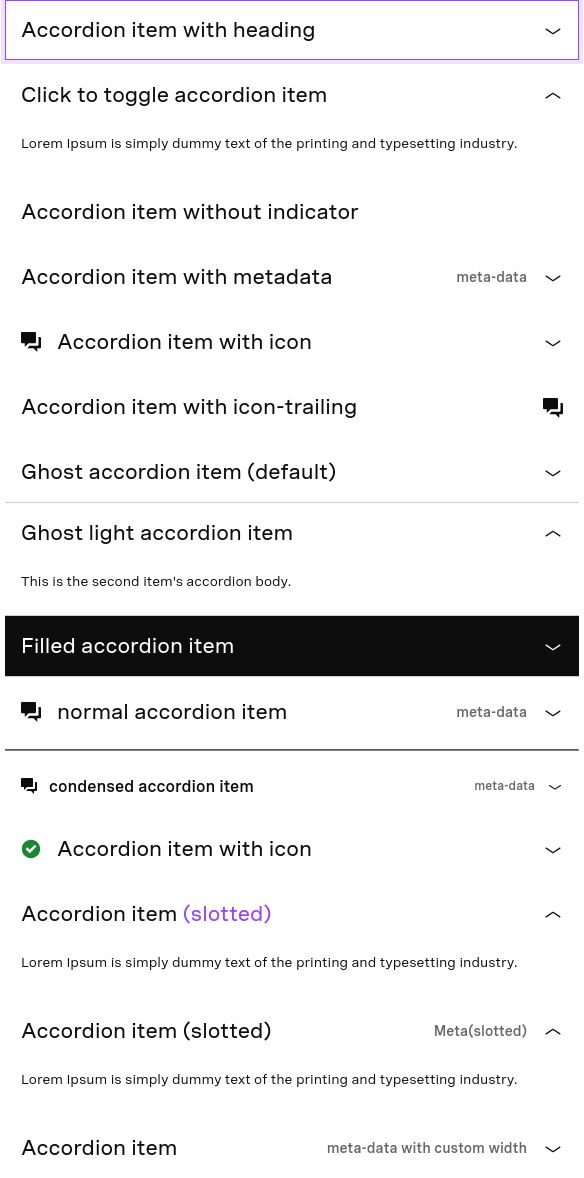 Accordion item with heading
Click to toggle accordion item
Lorem Ipsum is simply dummy text of the printing and typesetting industry.
Accordion item without indicator
Accordion item with metadata meta-data
Accordion item with icon
Accordion item with icon-trailing
Ghost accordion item (default)
Ghost light accordion item
This is the second item's accordion body.
Filled accordion item
normal accordion item meta-data
condensed accordion item meta-data
Accordion item with icon
Accordion item (slotted)
Lorem Ipsum is simply dummy text of the printing and typesetting industry.
Accordion item (slotted) Meta(slotted)
Lorem Ipsum is simply dummy text of the printing and typesetting industry.
Accordion item meta-data with custom width